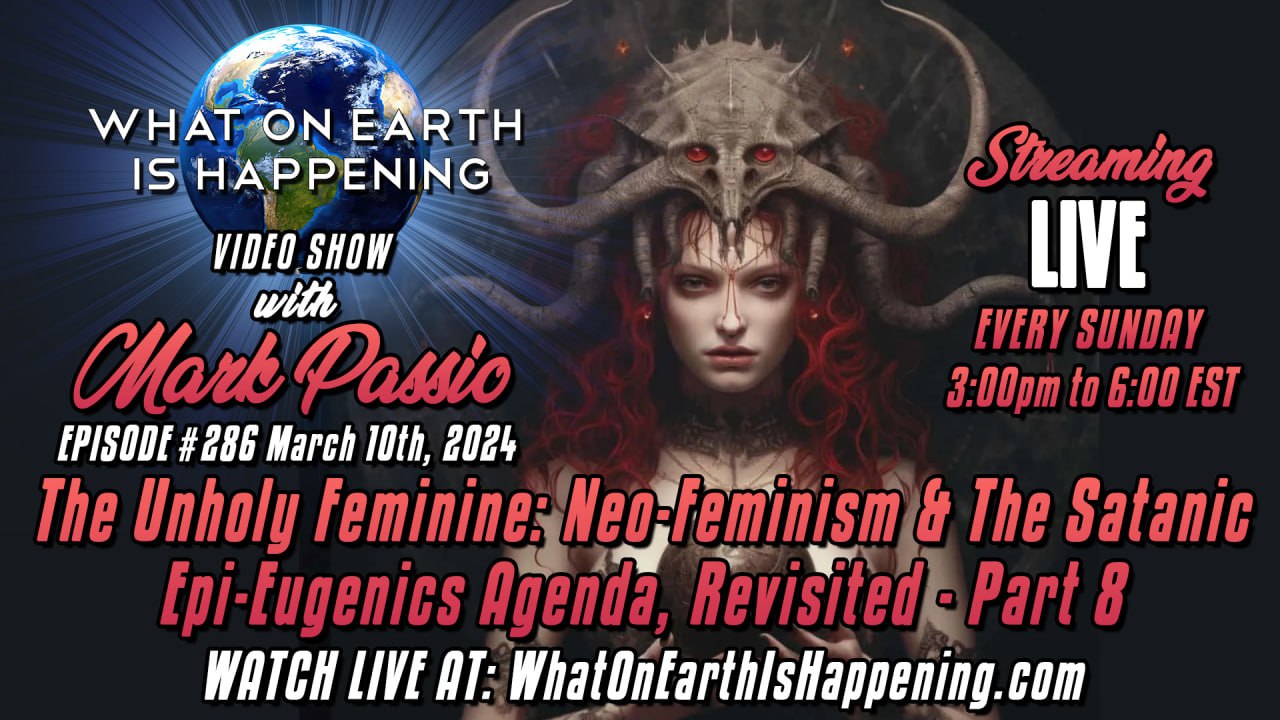 WHAT ON EARTH
IS HAPPENING
VIDEO SHOW
with
Mark Passio
EPISODE #286 March 10th, 2024
Streaming
LIVE
EVERY SUNDAY
3:00pm to 6:00 EST
The Unholy Feminine: Neo-Feminism & The Satanic
Epi-Eugenics Agenda, Revisited - Part 8
WATCH LIVE AT: WhatOnEarthIsHappening.com